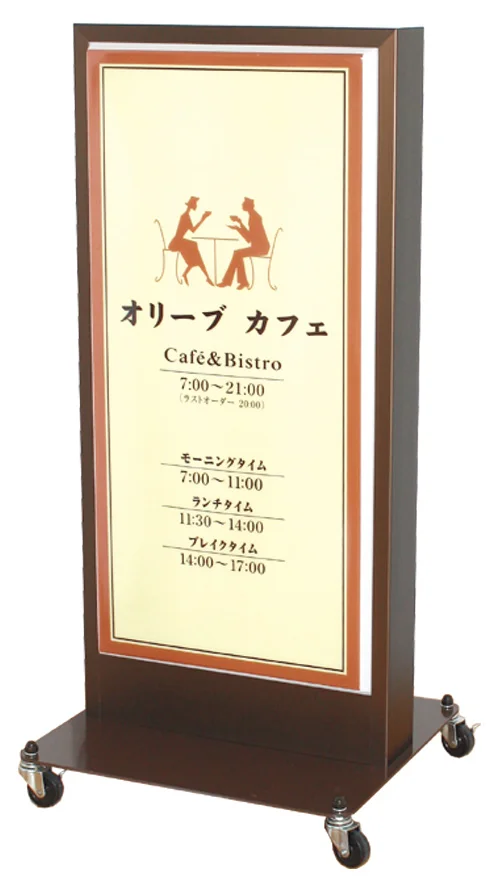 オリーブ カフェ
Café&Bistro
7:00～21:00
(ラストオーダー 20:00)
モーニングタイム
7:00～11:00
ランチタイム
11:30～14:00
ブレイクタイム
14:00～17:00